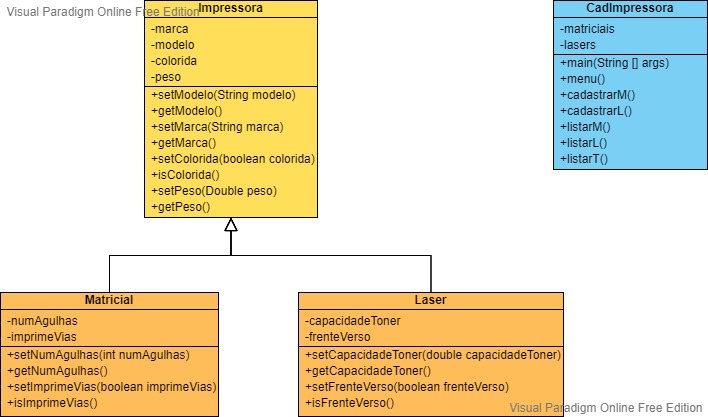 Visual Paradigm Online Free Edition
Impressora
-marca
-modelo
-colorida
-peso
+setModelo(String modelo)
+getModelo()
+setMarca(String marca)
+getMarca()
+setColorida(boolean colorida)
+isColorida()
+setPeso(Double peso)
+getPeso()
CadImpressora
-matriciais
-lasers
+main(String [] args)
+menu()
+cadastrarM()
+cadastrarL()
+listarM()
+listarL()
+listarT()
Matricial
-numAgulhas
-imprimeVias
+setNumAgulhas(int numAgulhas)
+getNumAgulhas()
+setImprimeVias(boolean imprimeVias)
+isImprimeVias()
Laser
-capacidadeToner
-frenteVerso
+setCapacidadeToner(double capacidadeToner)
+getCapacidadeToner()
+setFrenteVerso(boolean frenteVerso)
+isFrenteVerso()
Visual Paradigm Online Free Edition